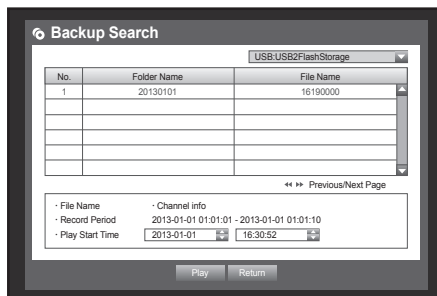 Backup Search
USB:USB2FlashStorage
No. Folder Name File Name
1 20130101 16190000
Previous/Next Page
· File Name · Channel info
· Record Period 2013-01-01 01:01:01 - 2013-01-01 01:01:10
· Play Start Time 2013-01-01 16:30:52
Play Return